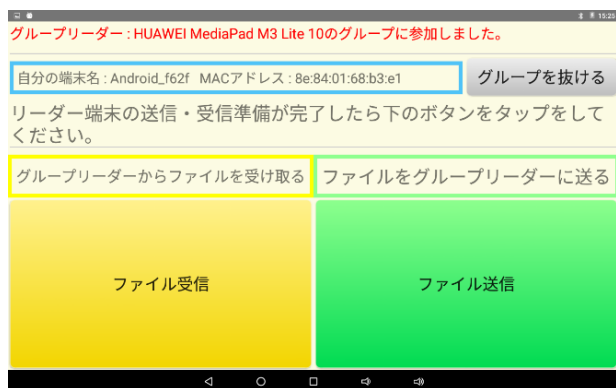 15:25
グループリーダー : HUAWEI MediaPad M3 Lite 10のグループに参加しました。
自分の端末名 : Android_f62f MACアドレス : 8e:84:01:68:b3:e1
グループを抜ける
リーダー端末の送信・受信準備が完了したら下のボタンをタップをして
ください。
グループリーダーからファイルを受け取る
ファイルをグループリーダーに送る
ファイル受信
ファイル送信